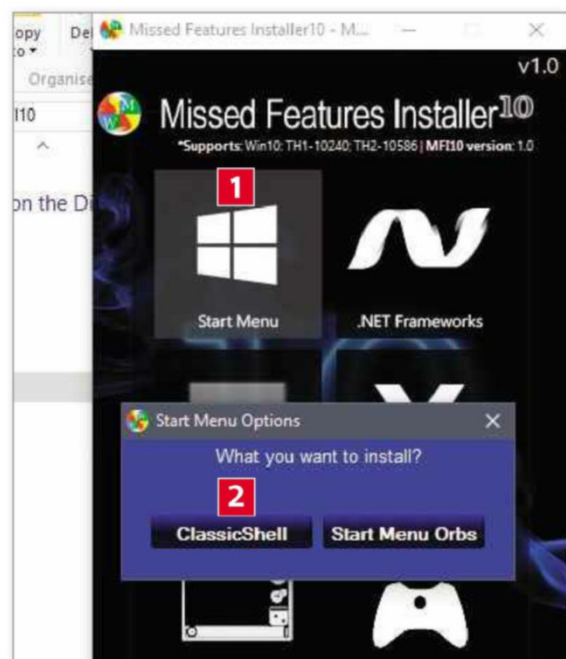 opy
to
De
Organise
I10
on the Di
Missed Features Installer10 - M...
v1.0
Missed Features Installer10
*Supports: Win10: TH1-10240; TH2-10586 | MFI10 version: 1.0
1
Start Menu
.NET Frameworks
Start Menu Options
What you want to install?
2
ClassicShell
Start Menu Orbs